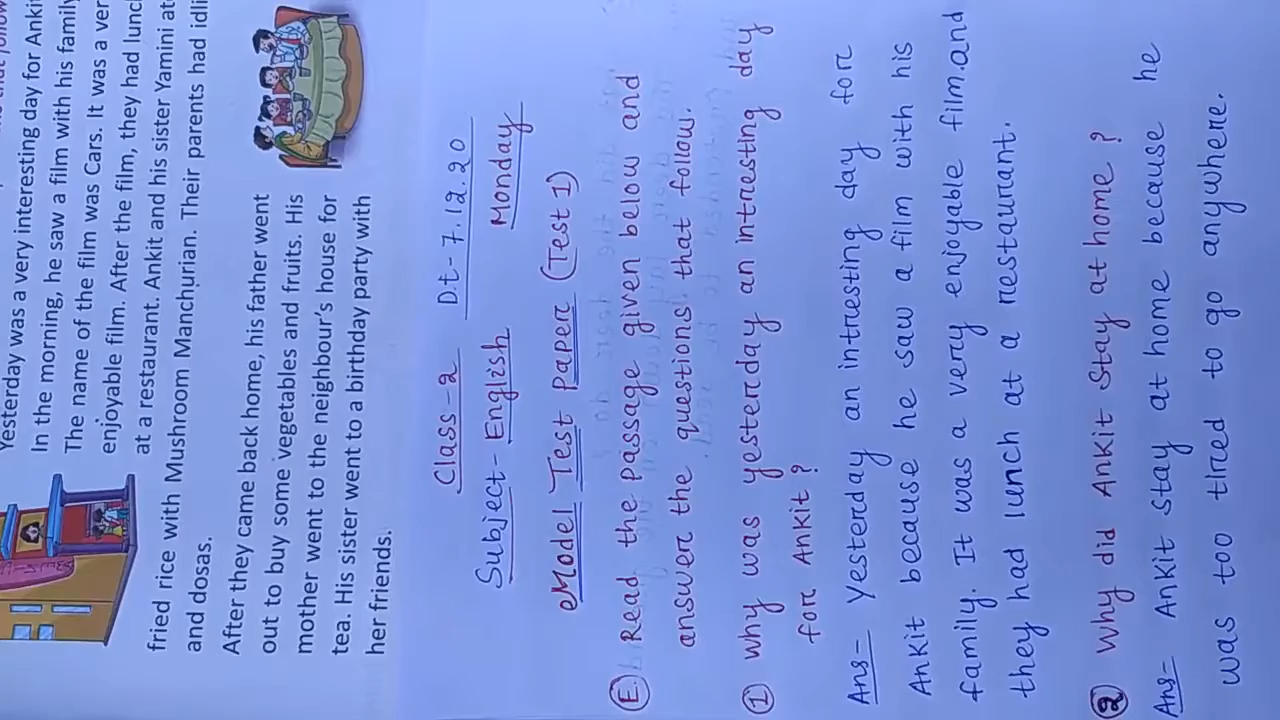 Yesterday was a very interesting day for
In the morning, he saw a film with his family
The name of the film was Cars. It was a
enjoyable film. After the film, they had
at a restaurant. Ankit and his sister Yamini
fried rice with Mushroom Manchurian. Their parents had
and dosas.
After they came back home, his father went
out to buy some vegetables and fruits. His
mother went to the neighbour's house for
tea. His sister went to a birthday party with
her friends.
Class-2 Dt- 7.12.20
Subject- English Monday
Model Test Paper (Test 1)
(E.) Read the passage given below and
answer the questions that follow.
(1) Why was yesterday an intresting day
for Ankit?
Ans- Yesterday an intresting day for
Ankit because he saw a film with his
family. It was a very enjoyable film.and
they had lunch at a restaurant.
(2) Why did Ankit Stay at home?
Ans- Ankit stay at home because he
was too tired to go anywhere.